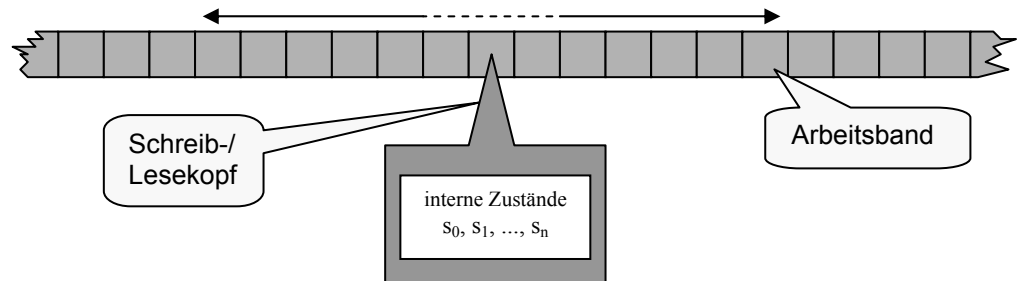 Schreib-/
Lesekopf
Arbeitsband
interne Zustände
s₀, s₁, ..., sₙ